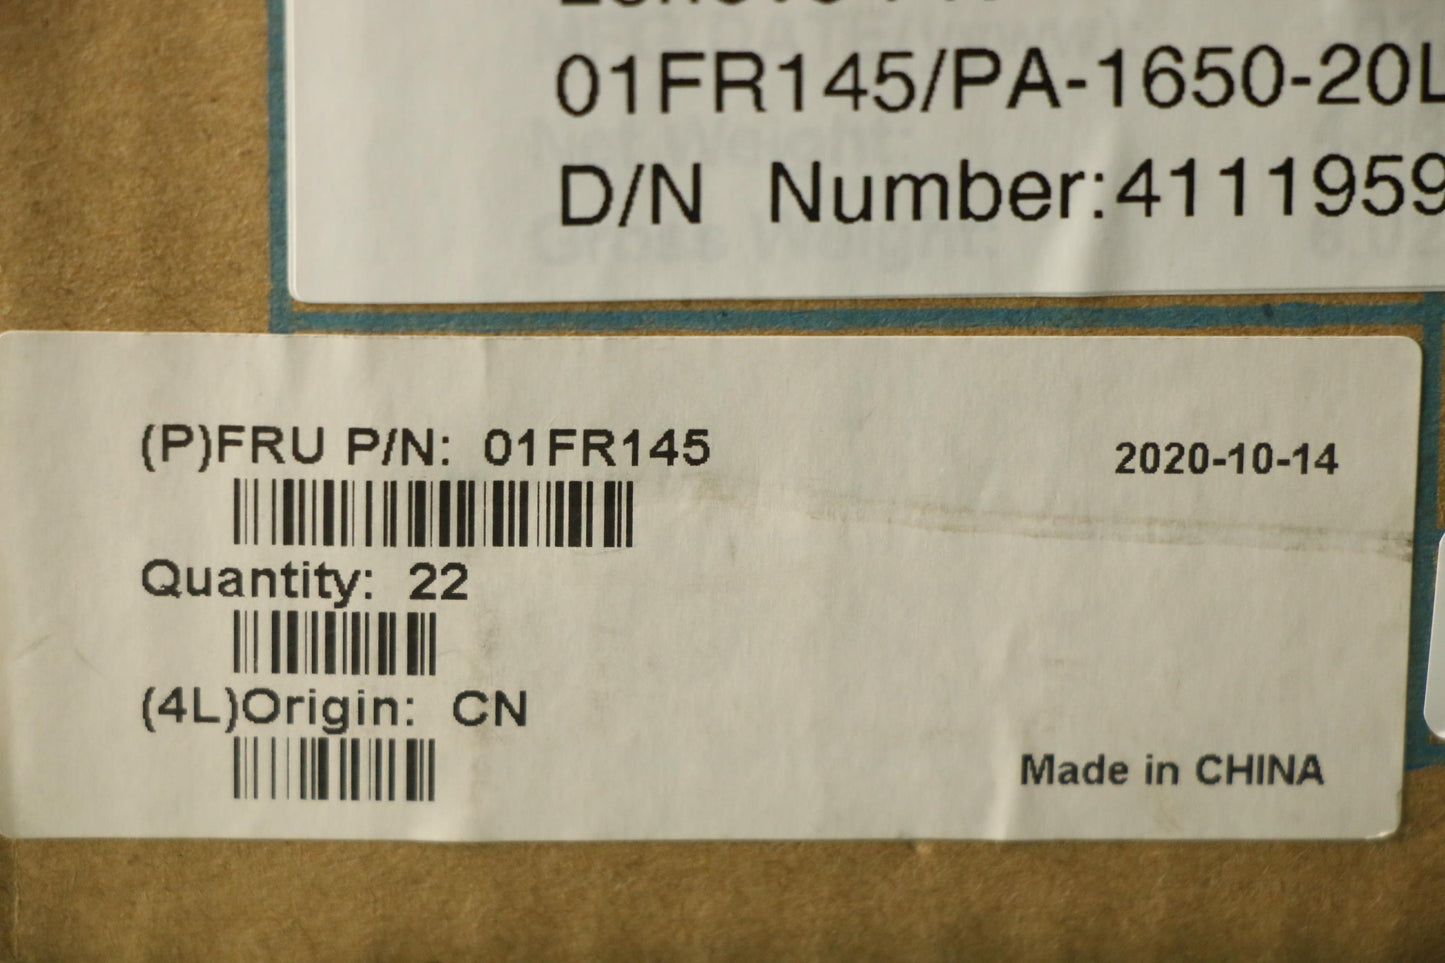 01FR145/PA-1650-20L
D/N Number:4111959
(P)FRU P/N: 01FR145
2020-10-14
Quantity: 22
(4L)Origin: CN
Made in CHINA